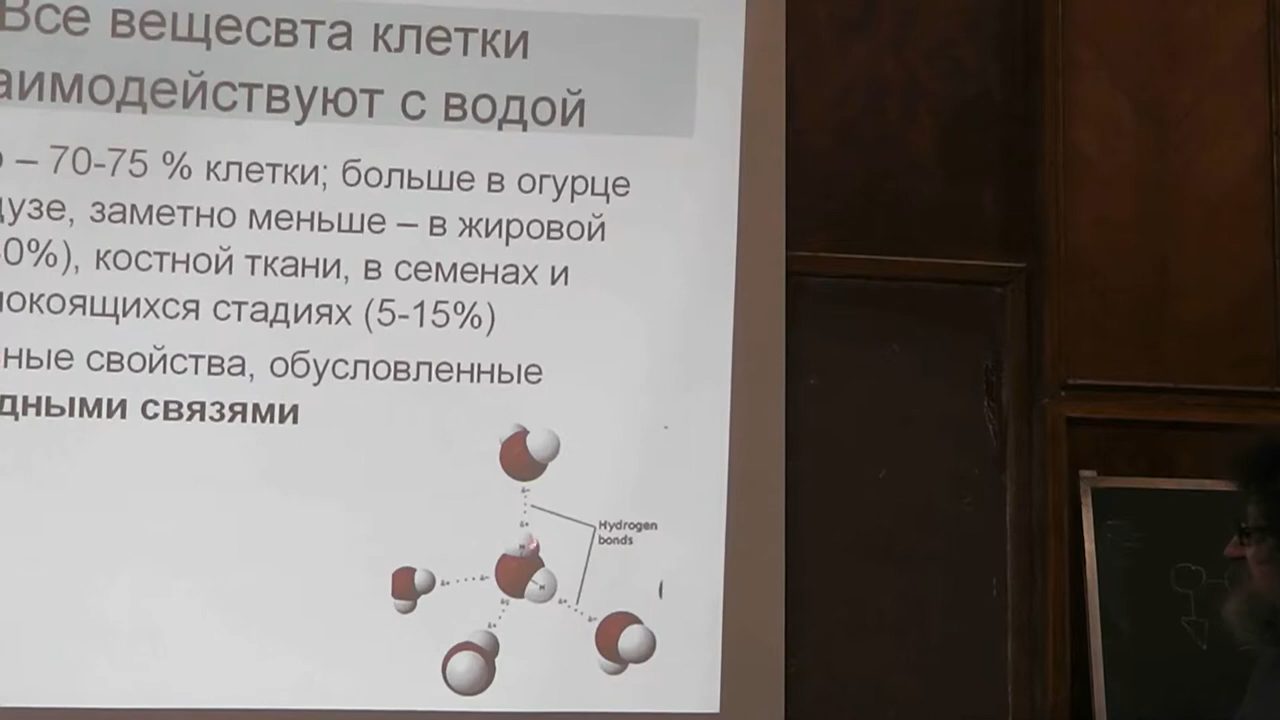 Все вещесвта клетки
аимодействуют с водой
– 70-75 % клетки; больше в огурце
узе, заметно меньше – в жировой
0%), костной ткани, в семенах и
покоящихся стадиях (5-15%)
ные свойства, обусловленные
дными связями
Hydrogen
bonds